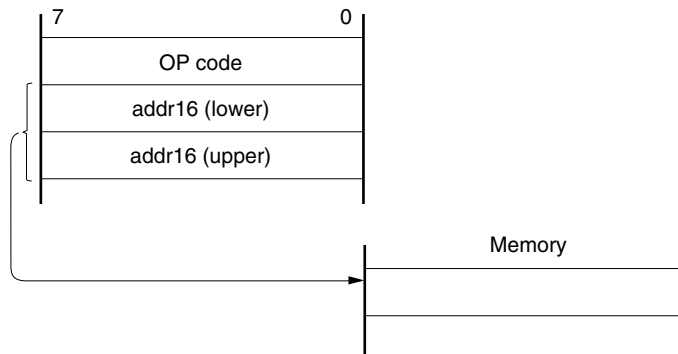 7 0
OP code
addr16 (lower)
addr16 (upper)
Memory